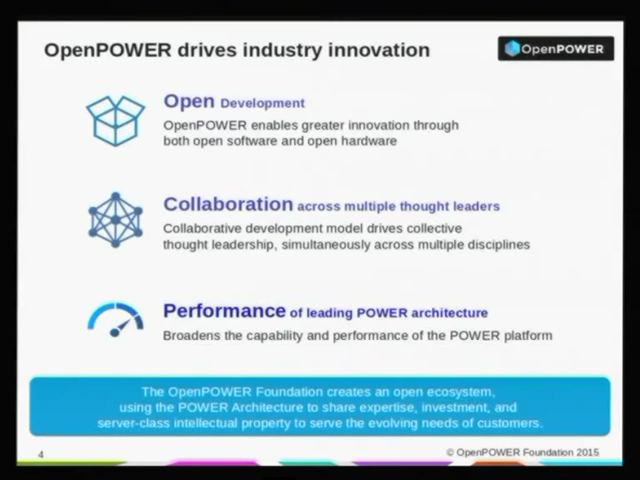 OpenPOWER drives industry innovation
OpenPOWER
Open Development
OpenPOWER enables greater innovation through
both open software and open hardware
Collaboration across multiple thought leaders
Collaborative development model drives collective
thought leadership, simultaneously across multiple disciplines
Performance of leading POWER architecture
Broadens the capability and performance of the POWER platform
The OpenPOWER Foundation creates an open ecosystem,
using the POWER Architecture to share expertise, investment, and
server-class intellectual property to serve the evolving needs of customers.
4
© OpenPOWER Foundation 2015